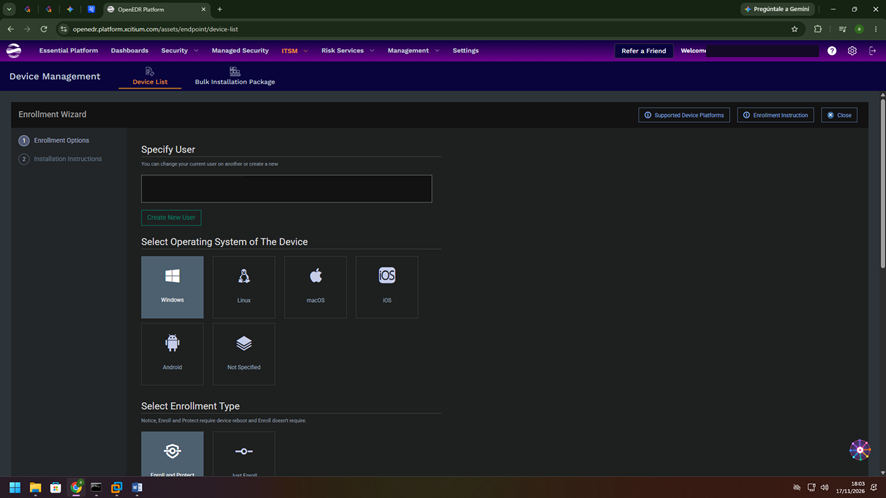 OpenEDR Platform
Pregúntale a Gemini
openedr.platform.xcitium.com/assets/endpoint/device-list
Essential Platform Dashboards Security Managed Security ITSM Risk Services Management Settings Refer a Friend Welcome
Device Management
Device List Bulk Installation Package
Enrollment Wizard
Supported Device Platforms Enrollment Instruction Close
1 Enrollment Options
2 Installation Instructions
Specify User
You can change your current user on another or create a new
Create New User
Select Operating System of The Device
Windows Linux macOS iOS
Android Not Specified
Select Enrollment Type
Notice, Enroll and Protect require device reboot and Enroll doesn't require.
Enroll and Protect Just Enroll
18:03
17/11/2026